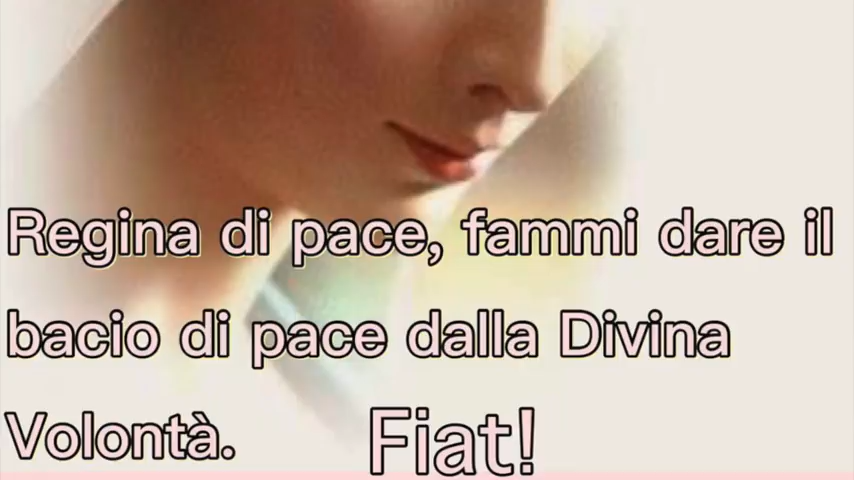 Regina di pace, fammi dare il
bacio di pace dalla Divina
Volontà. Fiat!